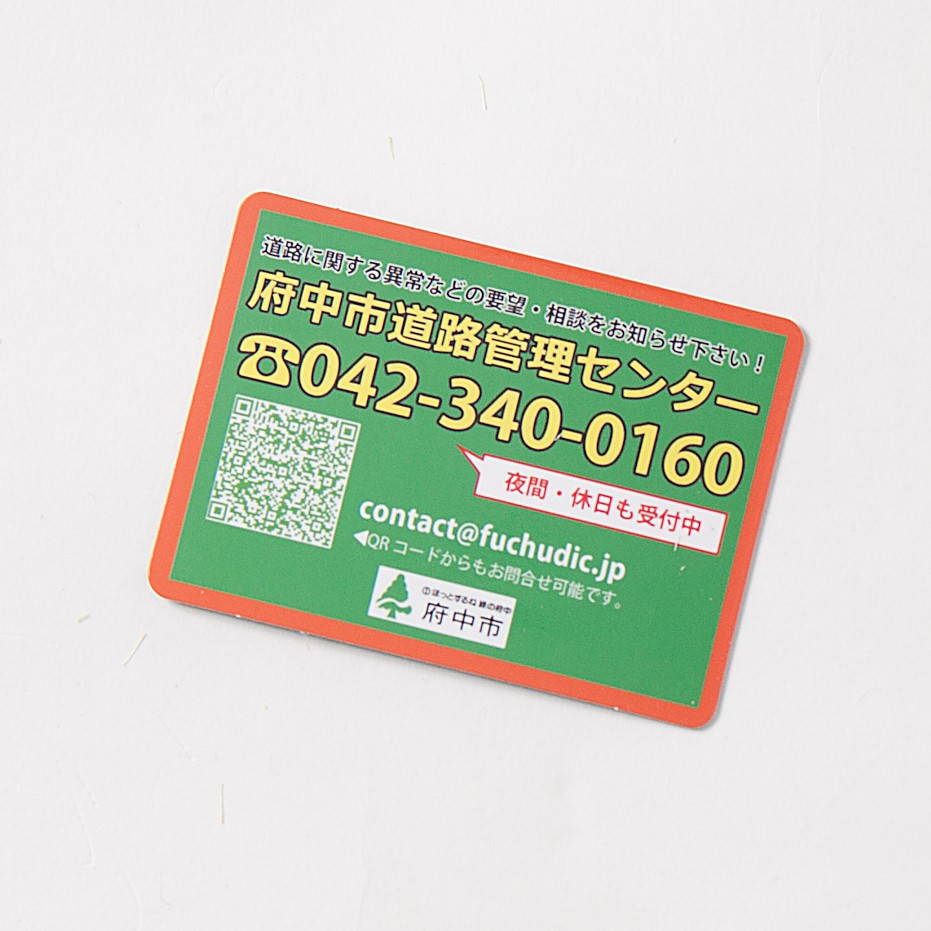 道路に関する異常などの要望・相談をお知らせ下さい！
府中市道路管理センター
☎042-340-0160
夜間・休日も受付中
contact@fuchudic.jp
◀QRコードからもお問合せ可能です。
ほっとするね 緑の府中
府中市